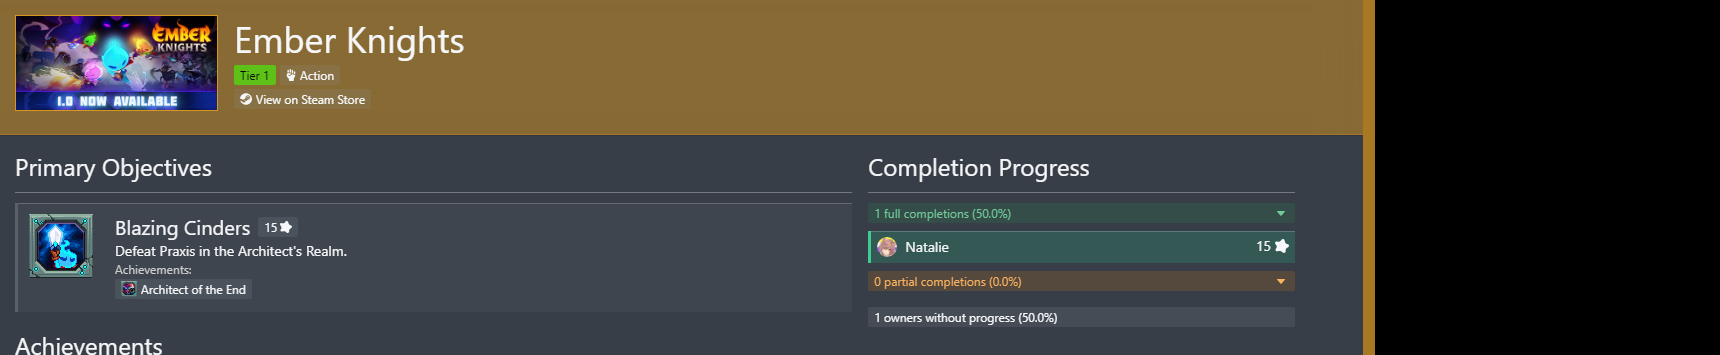 EMBER
KNIGHTS
1.0 NOW AVAILABLE
Ember Knights
Tier 1 Action
View on Steam Store
Primary Objectives
Blazing Cinders 15
Defeat Praxis in the Architect's Realm.
Achievements:
Architect of the End
Achievements
Completion Progress
1 full completions (50.0%)
Natalie 15
0 partial completions (0.0%)
1 owners without progress (50.0%)